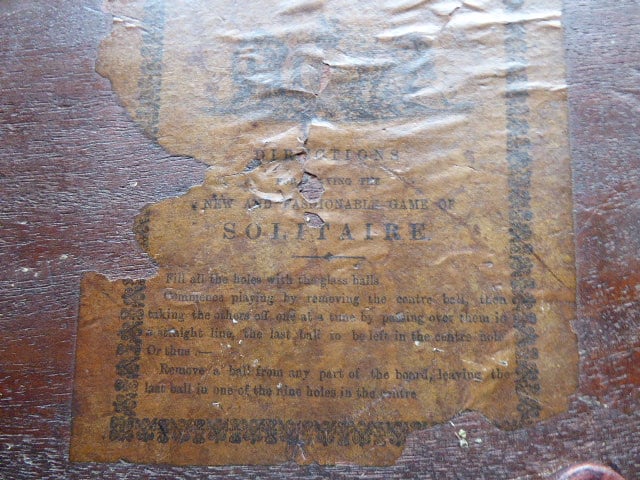 DIRECTIONS
THE
NEW AND FASHIONABLE GAME OF
SOLITAIRE
Fill all the holes with the glass balls
Commence playing by removing the centre ball, then
taking the others off one at a time by passing over them in
a straight line, the last ball to be left in the centre hole
Or thus :—
Remove a ball from any part of the board, leaving the
last ball in one of the nine holes in the centre